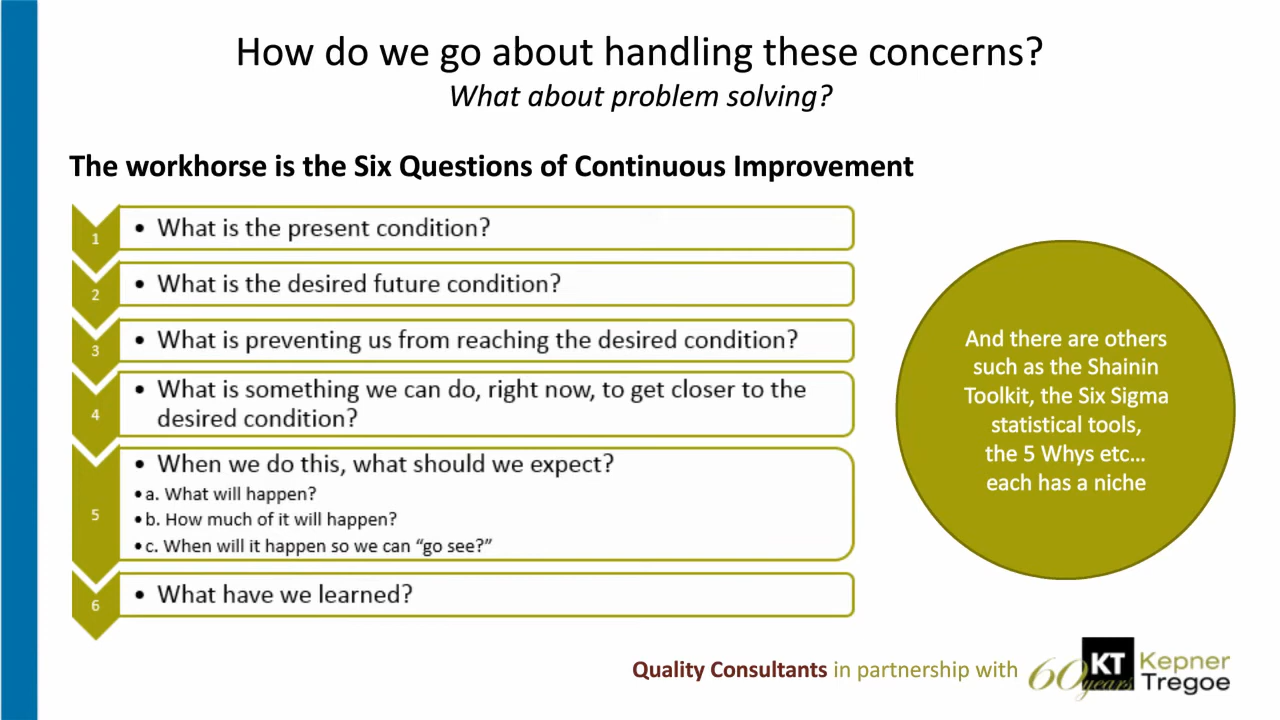 How do we go about handling these concerns?
What about problem solving?
The workhorse is the Six Questions of Continuous Improvement
1
• What is the present condition?
2
• What is the desired future condition?
3
• What is preventing us from reaching the desired condition?
4
• What is something we can do, right now, to get closer to the
desired condition?
5
• When we do this, what should we expect?
• a. What will happen?
• b. How much of it will happen?
• c. When will it happen so we can “go see?”
6
• What have we learned?
And there are others
such as the Shainin
Toolkit, the Six Sigma
statistical tools,
the 5 Whys etc…
each has a niche
Quality Consultants in partnership with
60 years
KT
Kepner
Tregoe